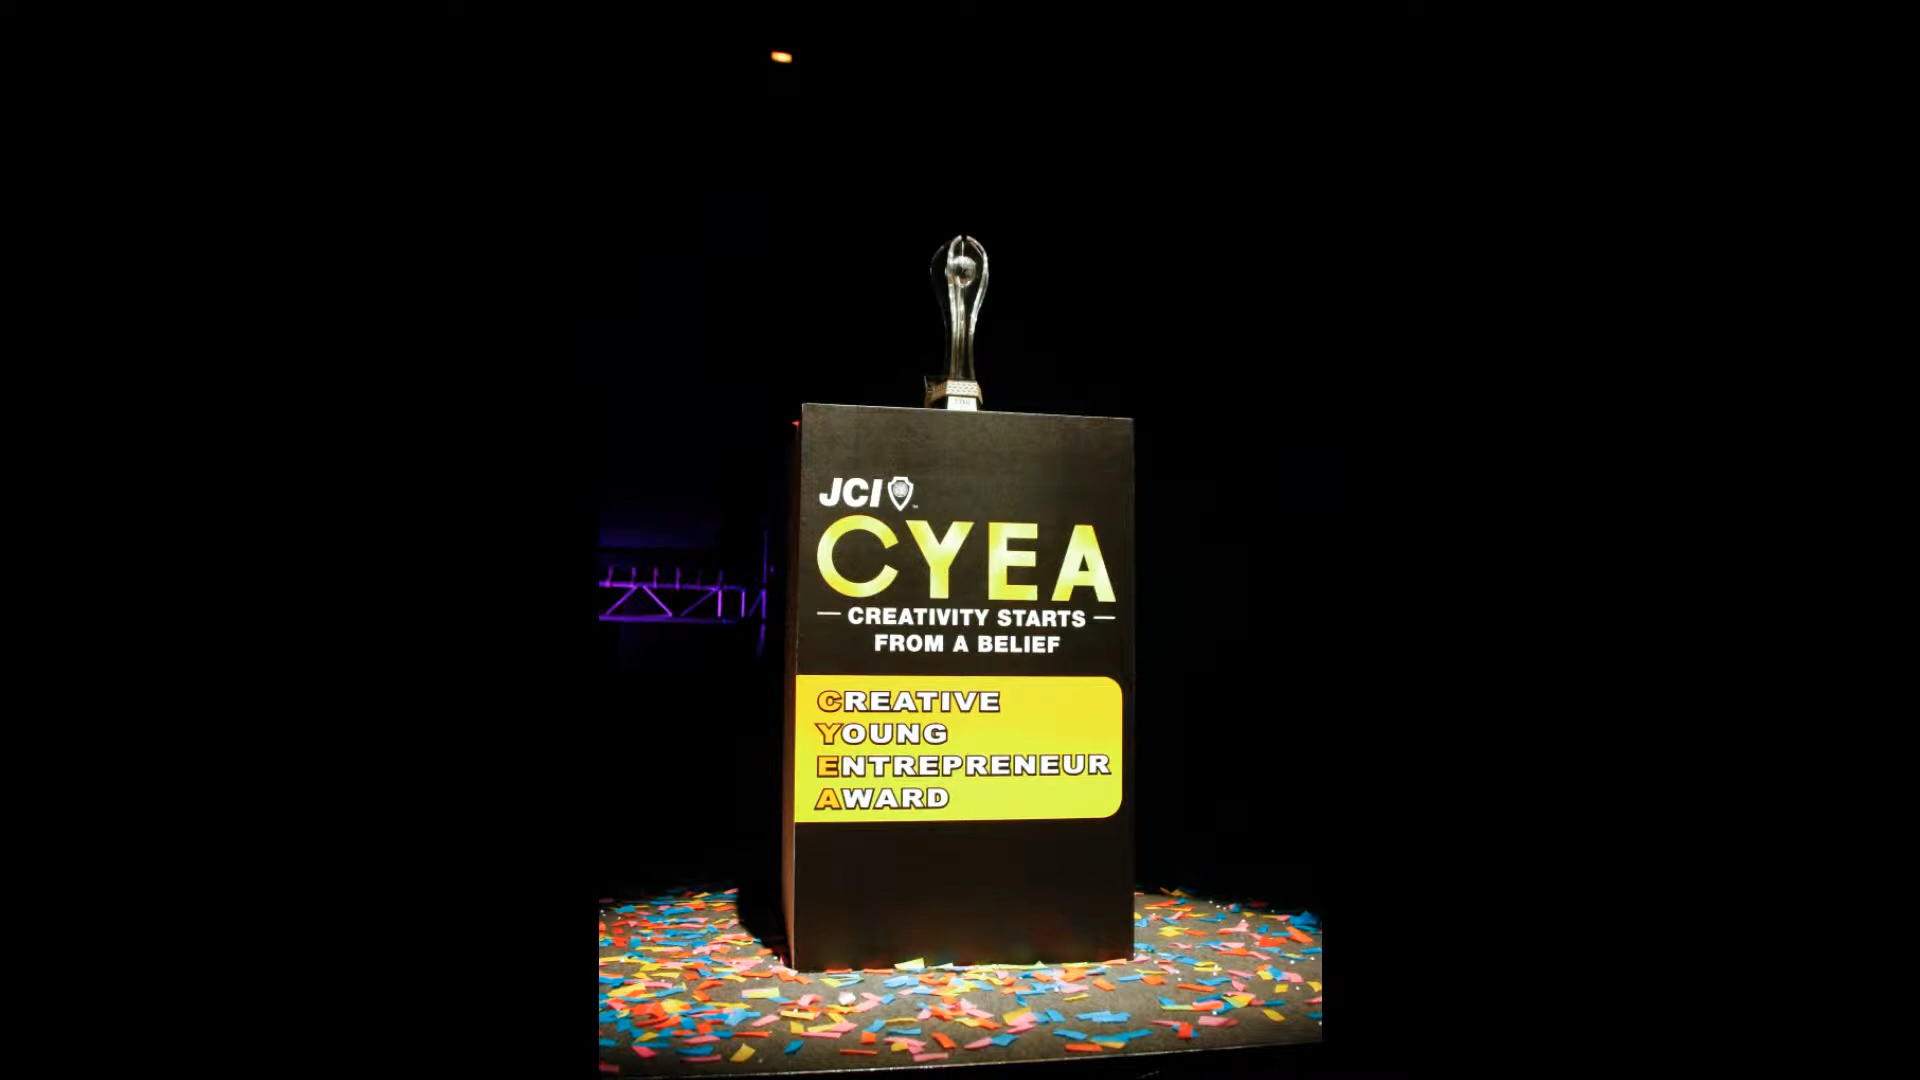 JCI
CYEA
— CREATIVITY STARTS —
FROM A BELIEF
CREATIVE
YOUNG
ENTREPRENEUR
AWARD